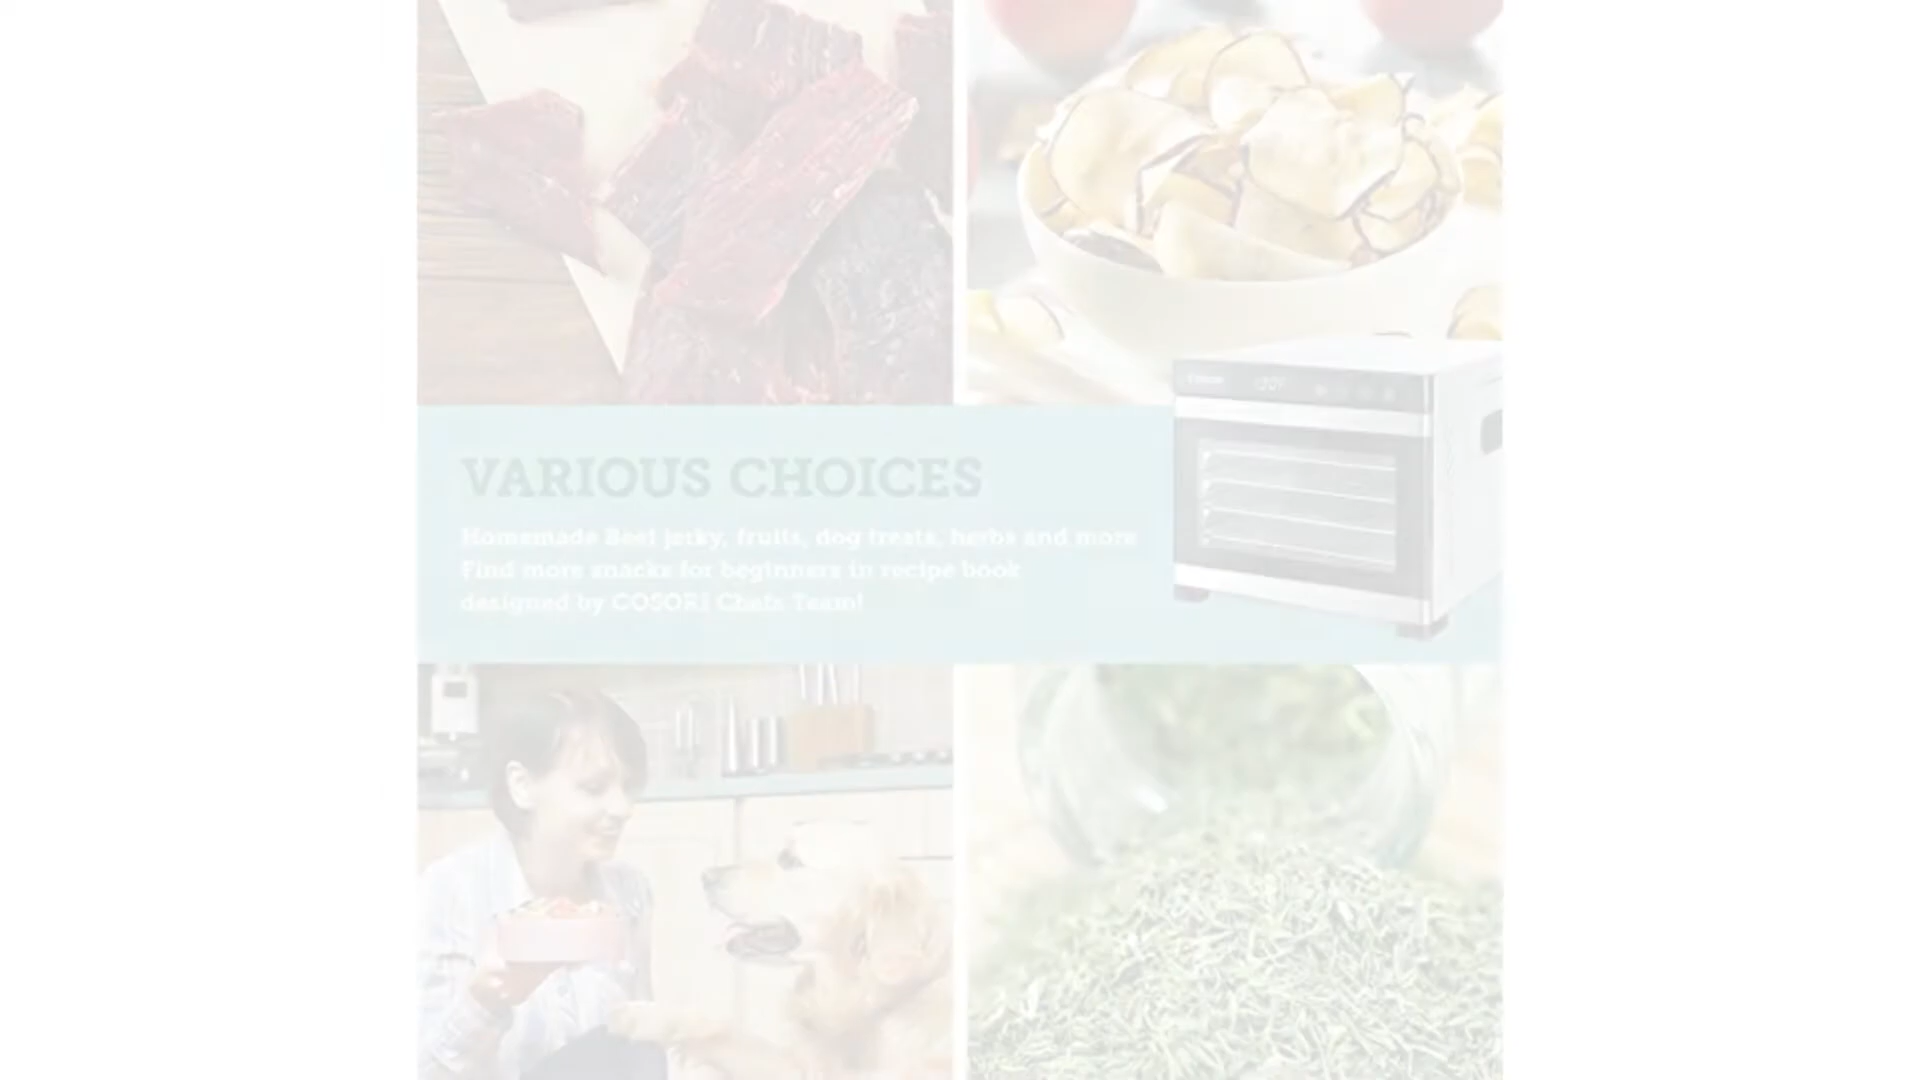 VARIOUS CHOICES
Homemade Beef jerky, fruits, dog treats, herbs and more
Find more snacks for beginners in recipe book
designed by COSORI Chefs Team!